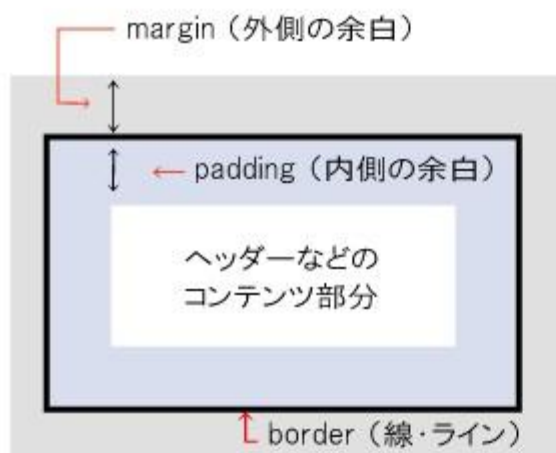 margin（外側の余白）
padding（内側の余白）
ヘッダーなどの
コンテンツ部分
border（線・ライン）